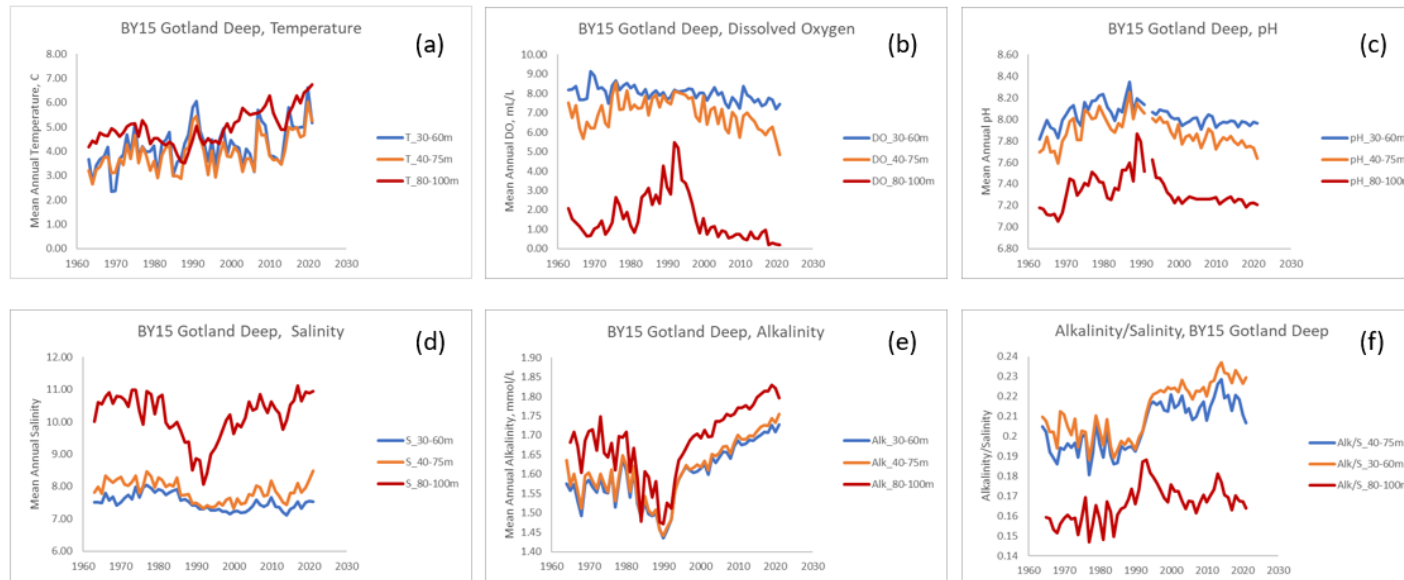 BY15 Gotland Deep, Temperature
(a)
Mean Annual Temperature, C
8.00
7.00
6.00
5.00
4.00
3.00
2.00
1.00
0.00
1960 1970 1980 1990 2000 2010 2020 2030
T_30-60m
T_40-75m
T_80-100m
BY15 Gotland Deep, Dissolved Oxygen
(b)
Mean Annual DO, mL/L
10.00
9.00
8.00
7.00
6.00
5.00
4.00
3.00
2.00
1.00
0.00
1960 1970 1980 1990 2000 2010 2020 2030
DO_30-60m
DO_40-75m
DO_80-100m
BY15 Gotland Deep, pH
(c)
Mean Annual pH
8.60
8.40
8.20
8.00
7.80
7.60
7.40
7.20
7.00
6.80
1960 1970 1980 1990 2000 2010 2020 2030
pH_30-60m
pH_40-75m
pH_80-100m
BY15 Gotland Deep, Salinity
(d)
Mean Annual Salinity
12.00
11.00
10.00
9.00
8.00
7.00
6.00
1960 1970 1980 1990 2000 2010 2020 2030
S_30-60m
S_40-75m
S_80-100m
BY15 Gotland Deep, Alkalinity
(e)
Mean Annual Alkalinity, mmol/L
1.90
1.80
1.70
1.60
1.50
1.40
1960 1970 1980 1990 2000 2010 2020 2030
Alk_30-60m
Alk_40-75m
Alk_80-100m
Alkalinity/Salinity, BY15 Gotland Deep
(f)
Alkalinity/Salinity
0.24
0.23
0.22
0.21
0.2
0.19
0.18
0.17
0.16
0.15
0.14
1960 1970 1980 1990 2000 2010 2020 2030
Alk/S_40-75m
Alk/S_30-60m
Alk/S_80-100m